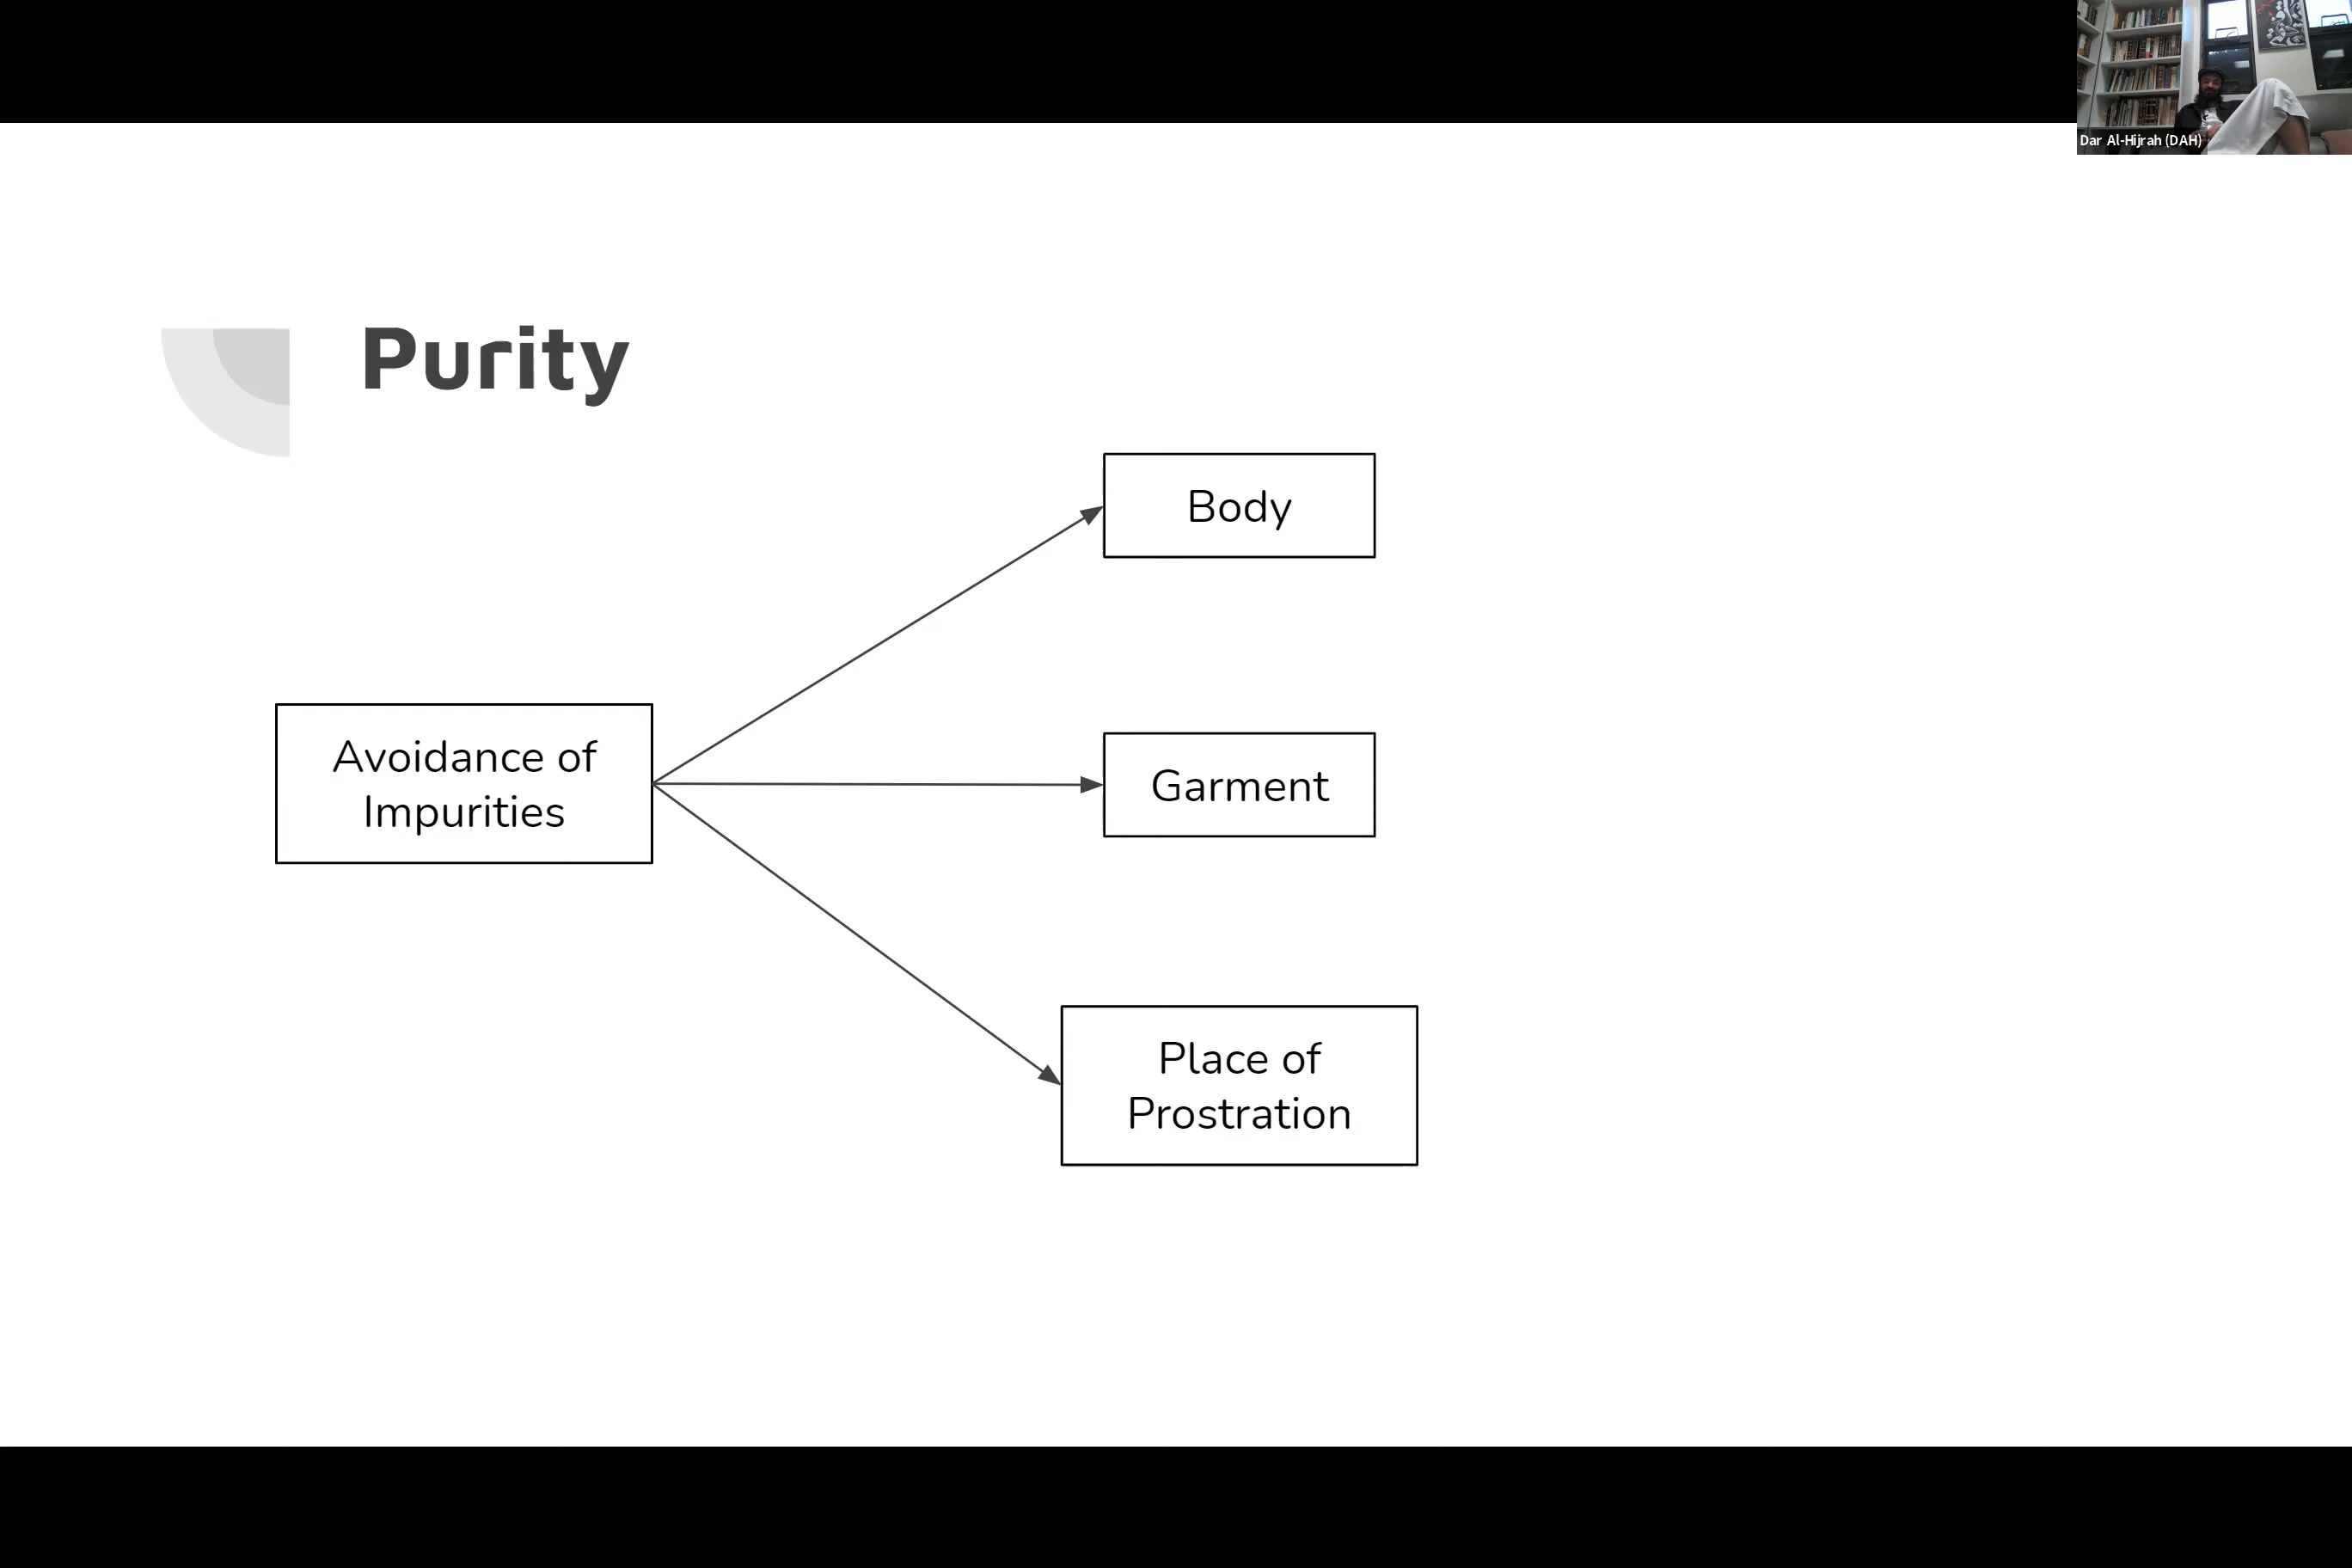 Dar Al-Hijrah (DAH)
Purity
Body
Avoidance of
Impurities
Garment
Place of
Prostration